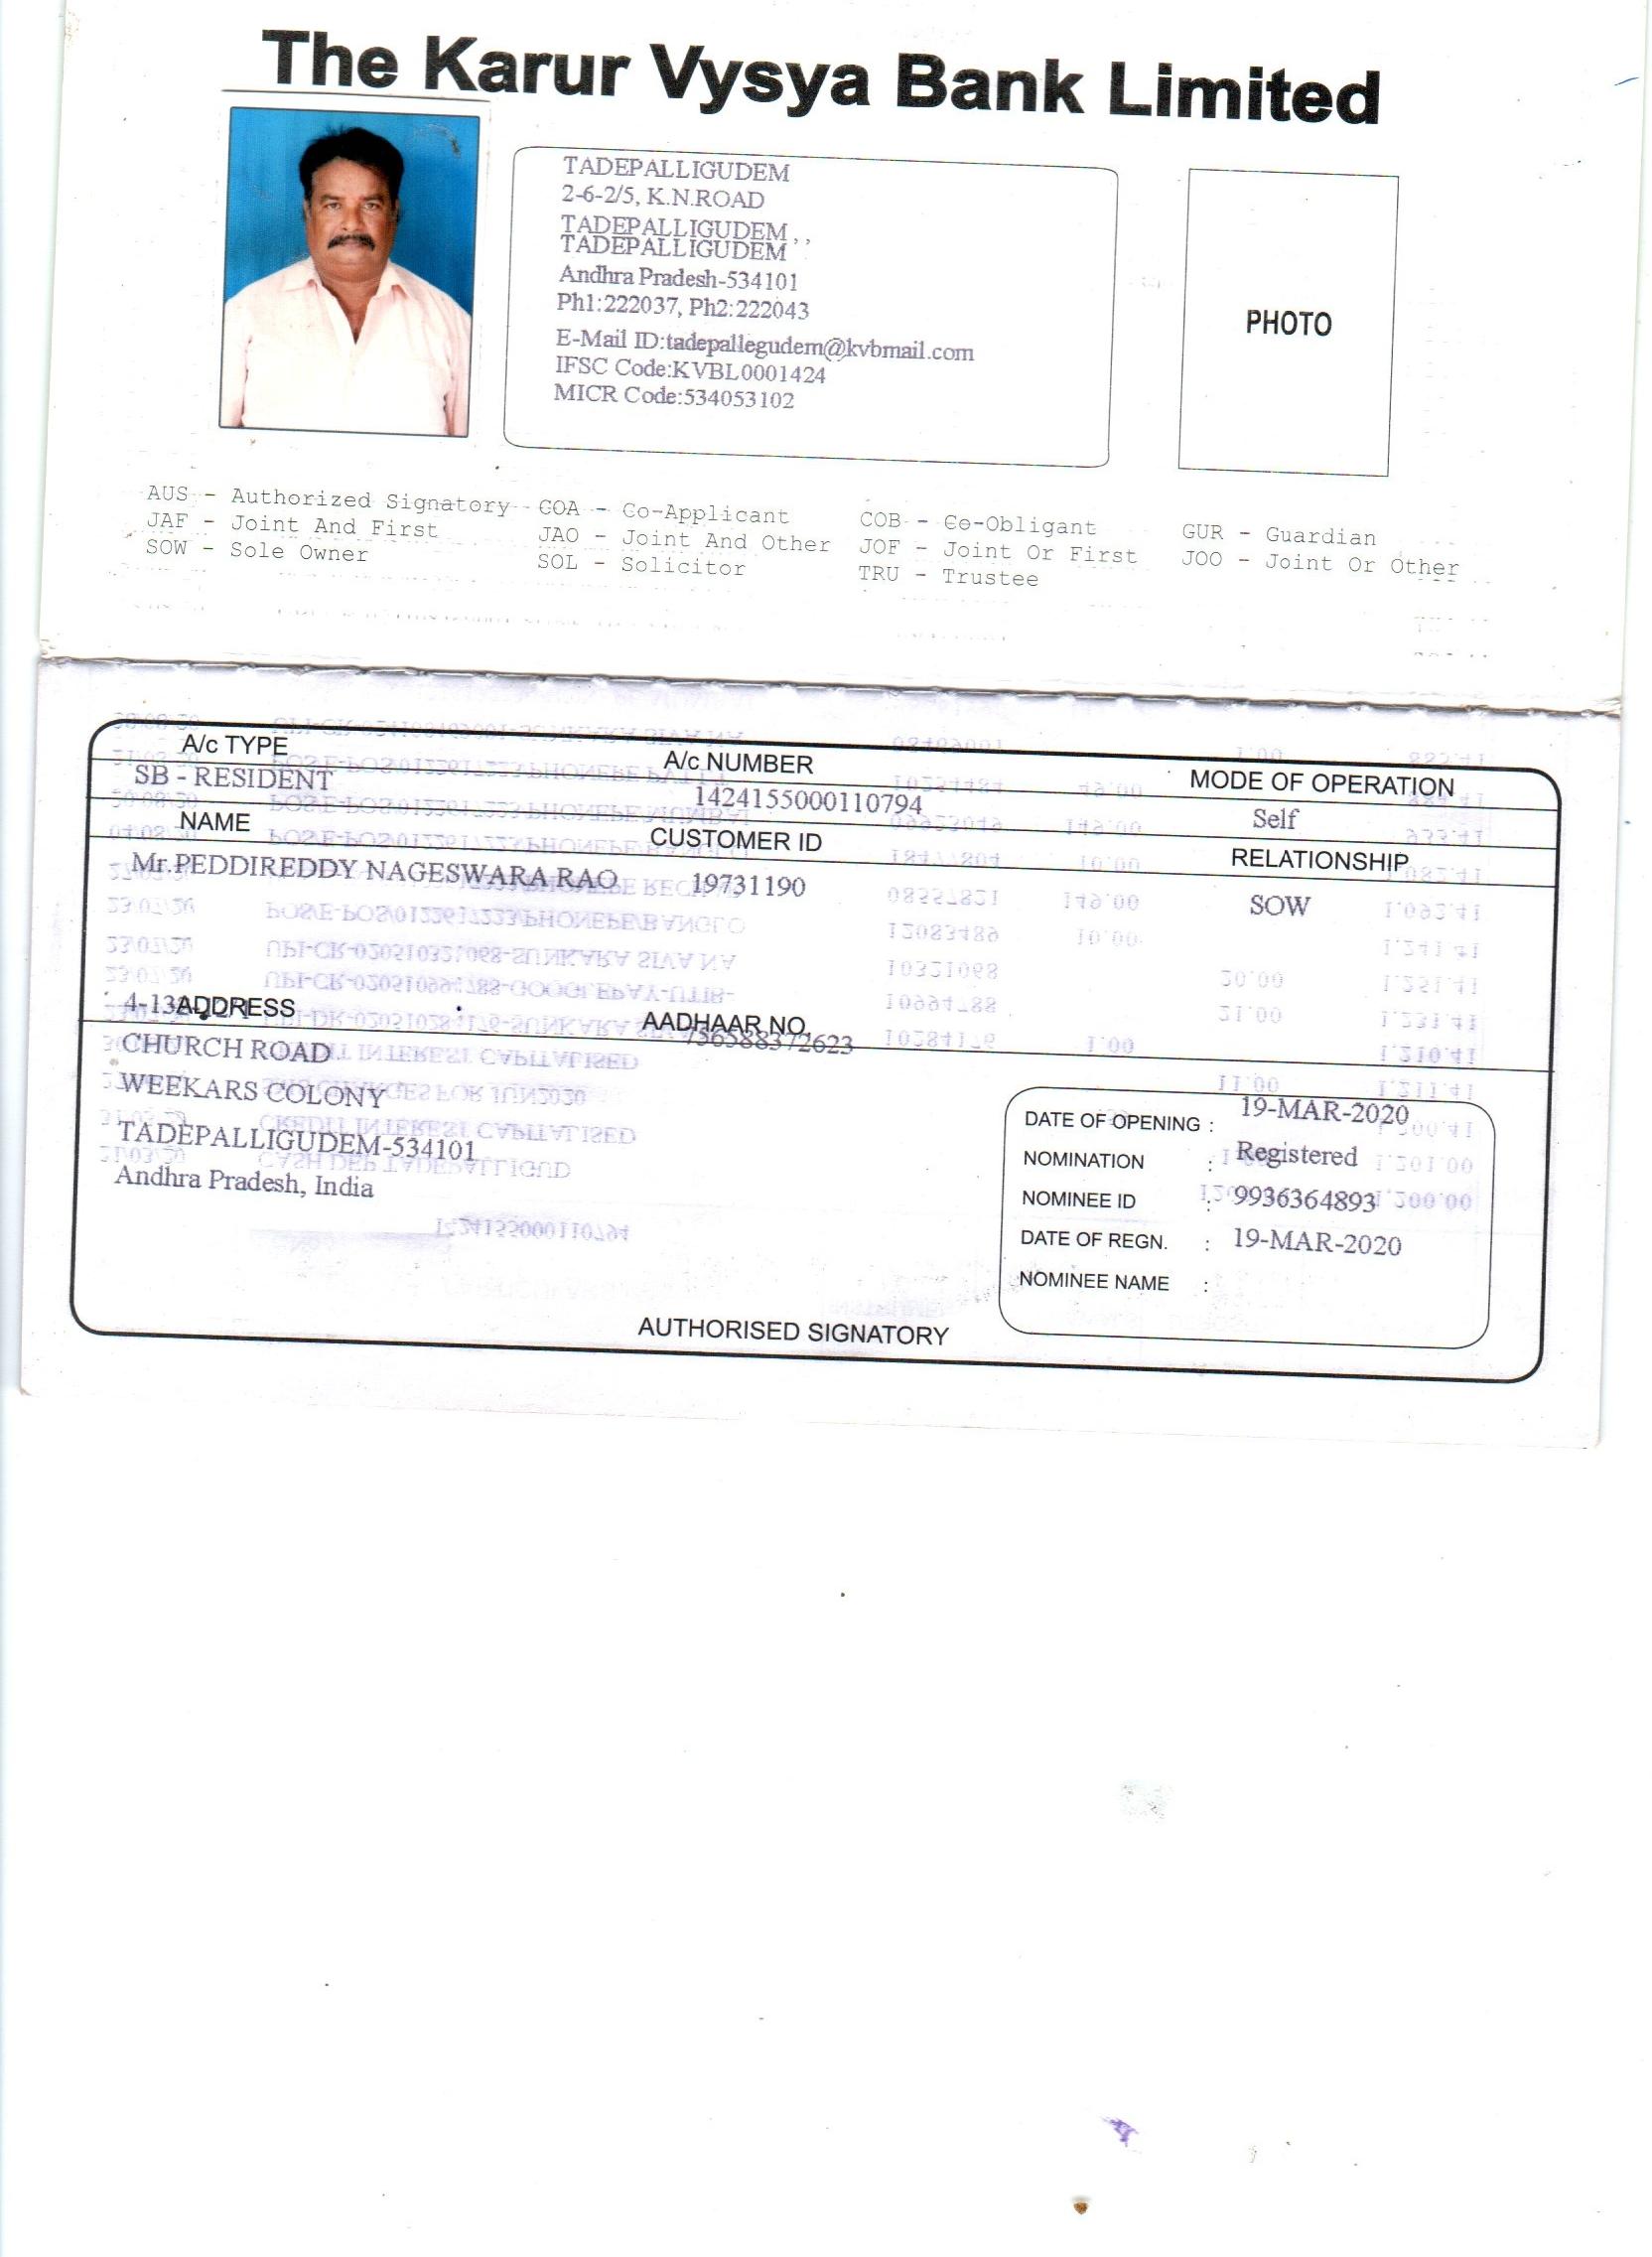 The Karur Vysya Bank Limited
TADEPALLIGUDEM
2-6-2/5, K.N.ROAD
TADEPALLIGUDEM , ,
TADEPALLIGUDEM
Andhra Pradesh-534101
Ph1:222037, Ph2:222043
E-Mail ID:tadepallegudem@kvbmail.com
IFSC Code:KVBL0001424
MICR Code:534053102
PHOTO
AUS - Authorized Signatory COA - Co-Applicant COB - Co-Obligant GUR - Guardian
JAF - Joint And First JAO - Joint And Other JOF - Joint Or First JOO - Joint Or Other
SOW - Sole Owner SOL - Solicitor TRU - Trustee
A/c TYPE A/c NUMBER MODE OF OPERATION
SB - RESIDENT 1424155000110794 Self
NAME CUSTOMER ID RELATIONSHIP
Mr.PEDDIREDDY NAGESWARA RAO 19731190 SOW
ADDRESS AADHAAR NO.
756588372623
CHURCH ROAD
WEEKARS COLONY
TADEPALLIGUDEM-534101
Andhra Pradesh, India
DATE OF OPENING : 19-MAR-2020
NOMINATION : Registered
NOMINEE ID : 9936364893
DATE OF REGN. : 19-MAR-2020
NOMINEE NAME :
AUTHORISED SIGNATORY